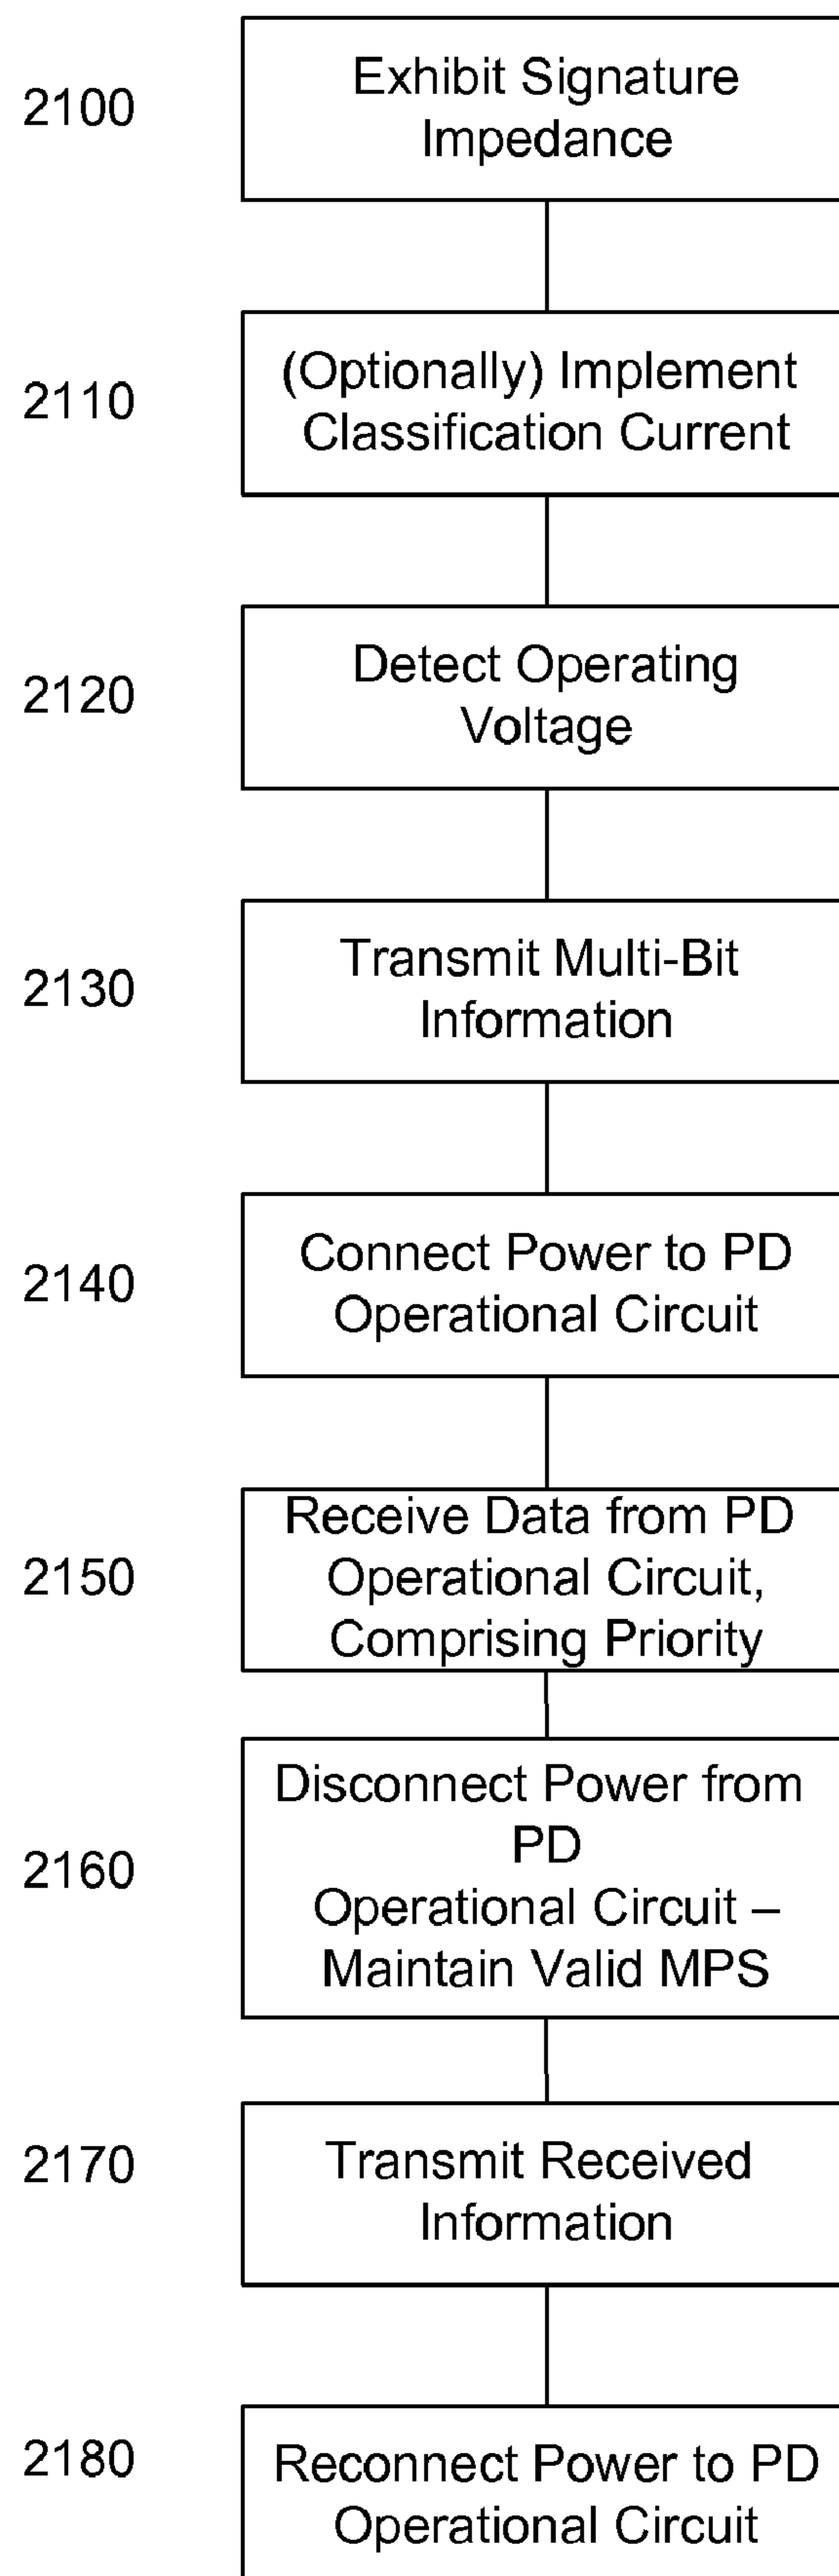 2100
Exhibit Signature
Impedance
2110
(Optionally) Implement
Classification Current
2120
Detect Operating
Voltage
2130
Transmit Multi-Bit
Information
2140
Connect Power to PD
Operational Circuit
2150
Receive Data from PD
Operational Circuit,
Comprising Priority
2160
Disconnect Power from
PD
Operational Circuit –
Maintain Valid MPS
2170
Transmit Received
Information
2180
Reconnect Power to PD
Operational Circuit